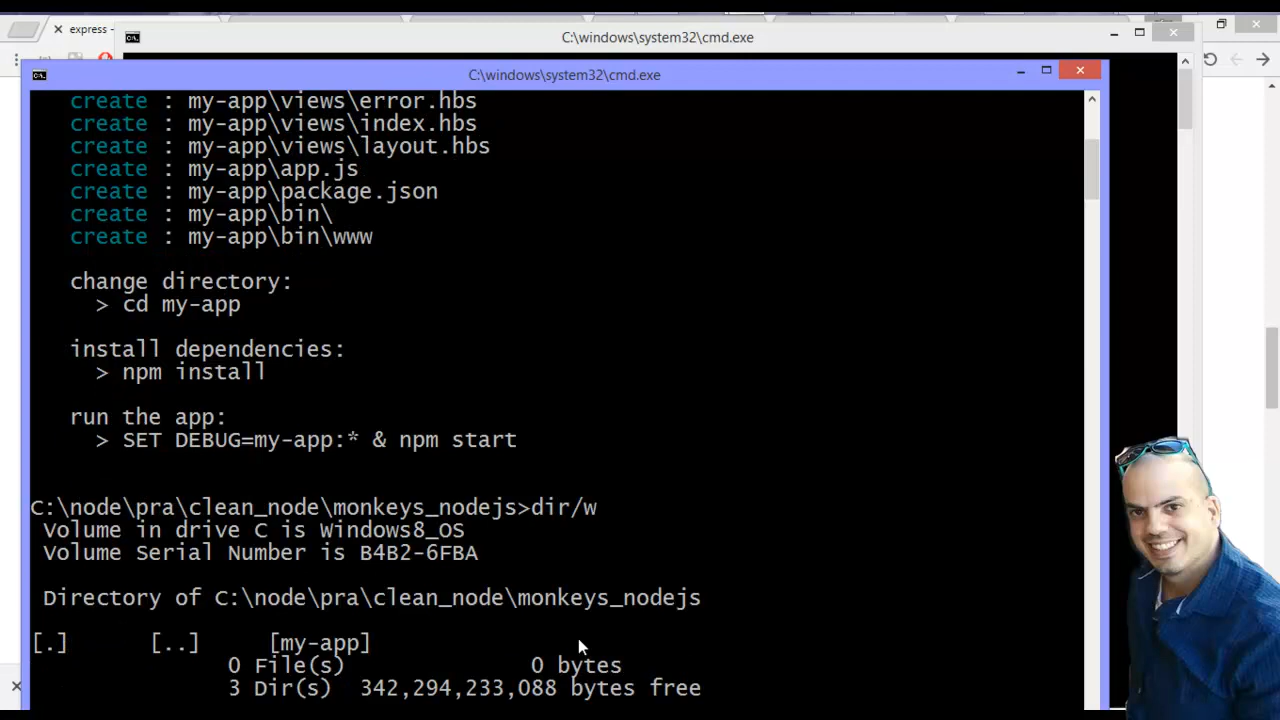 express -
C:\windows\system32\cmd.exe
C:\windows\system32\cmd.exe
create : my-app\views\error.hbs
create : my-app\views\index.hbs
create : my-app\views\layout.hbs
create : my-app\app.js
create : my-app\package.json
create : my-app\bin\
create : my-app\bin\www
change directory:
> cd my-app
install dependencies:
> npm install
run the app:
> SET DEBUG=my-app:* & npm start
C:\node\pra\clean_node\monkeys_nodejs>dir/w
Volume in drive C is Windows8_OS
Volume Serial Number is B4B2-6FBA
Directory of C:\node\pra\clean_node\monkeys_nodejs
[.] [..] [my-app]
0 File(s) 0 bytes
3 Dir(s) 342,294,233,088 bytes free